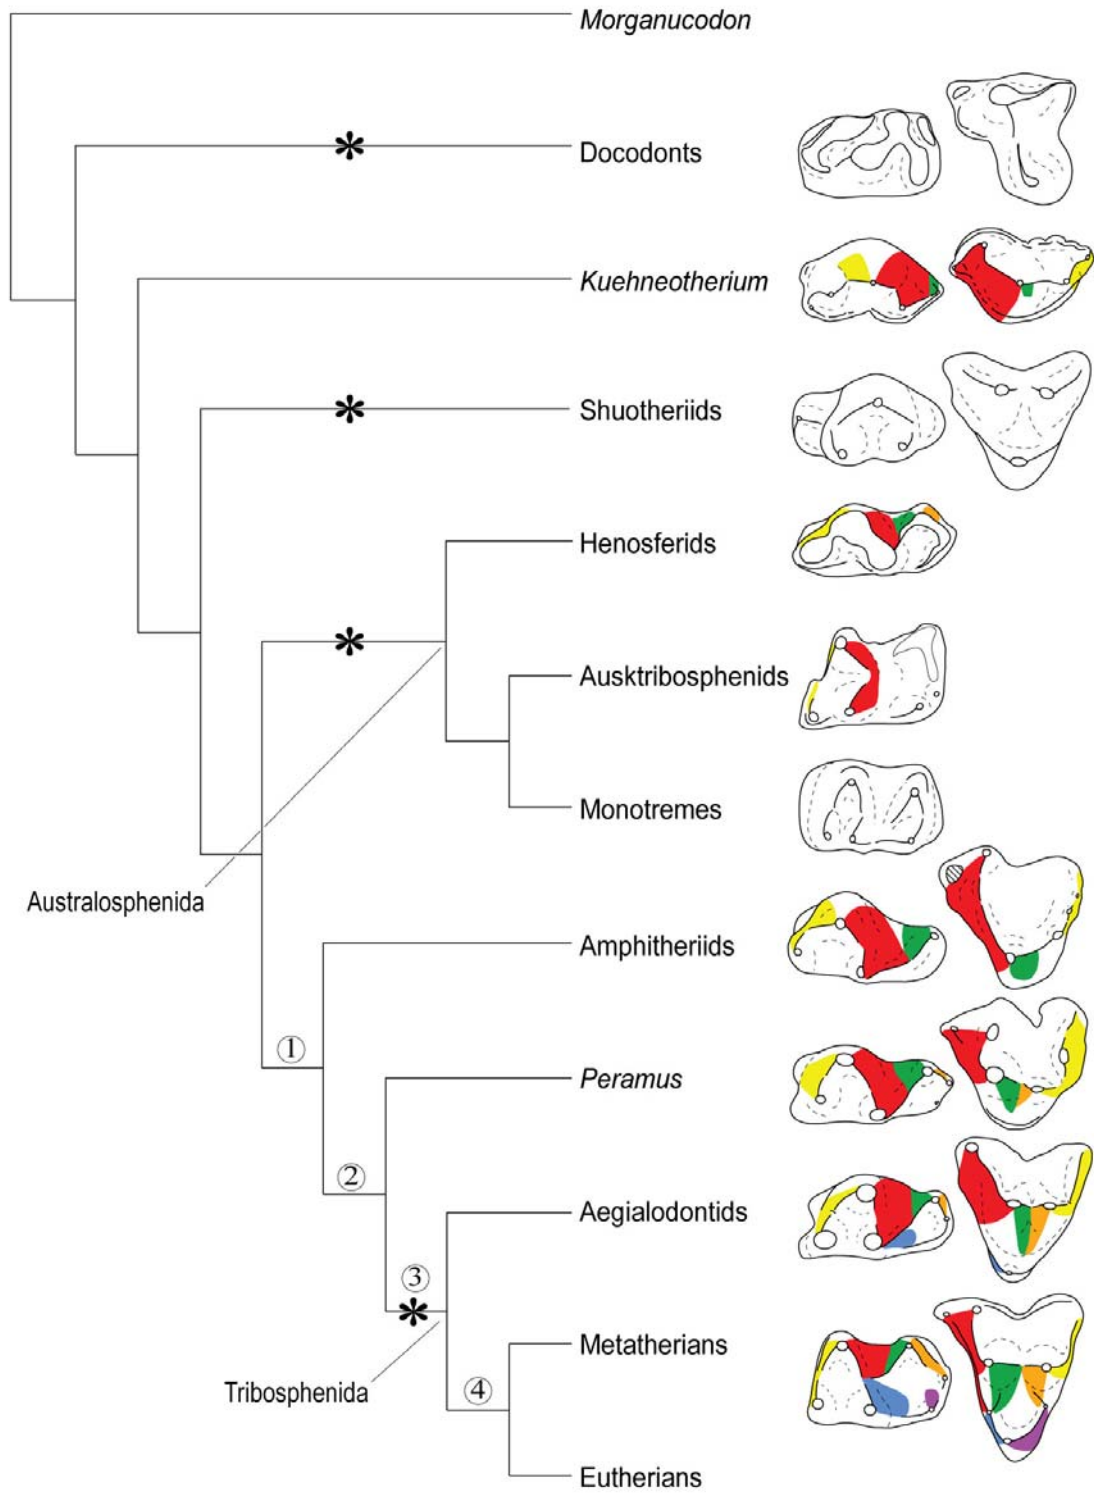 Morganucodon
Docodonts
Kuehneotherium
Shuotheriids
Henosferids
Ausktribosphenids
Monotremes
Australosphenida
Amphitheriids
1
Peramus
2
Aegialodontids
3
Metatherians
Tribosphenida
4
Eutherians